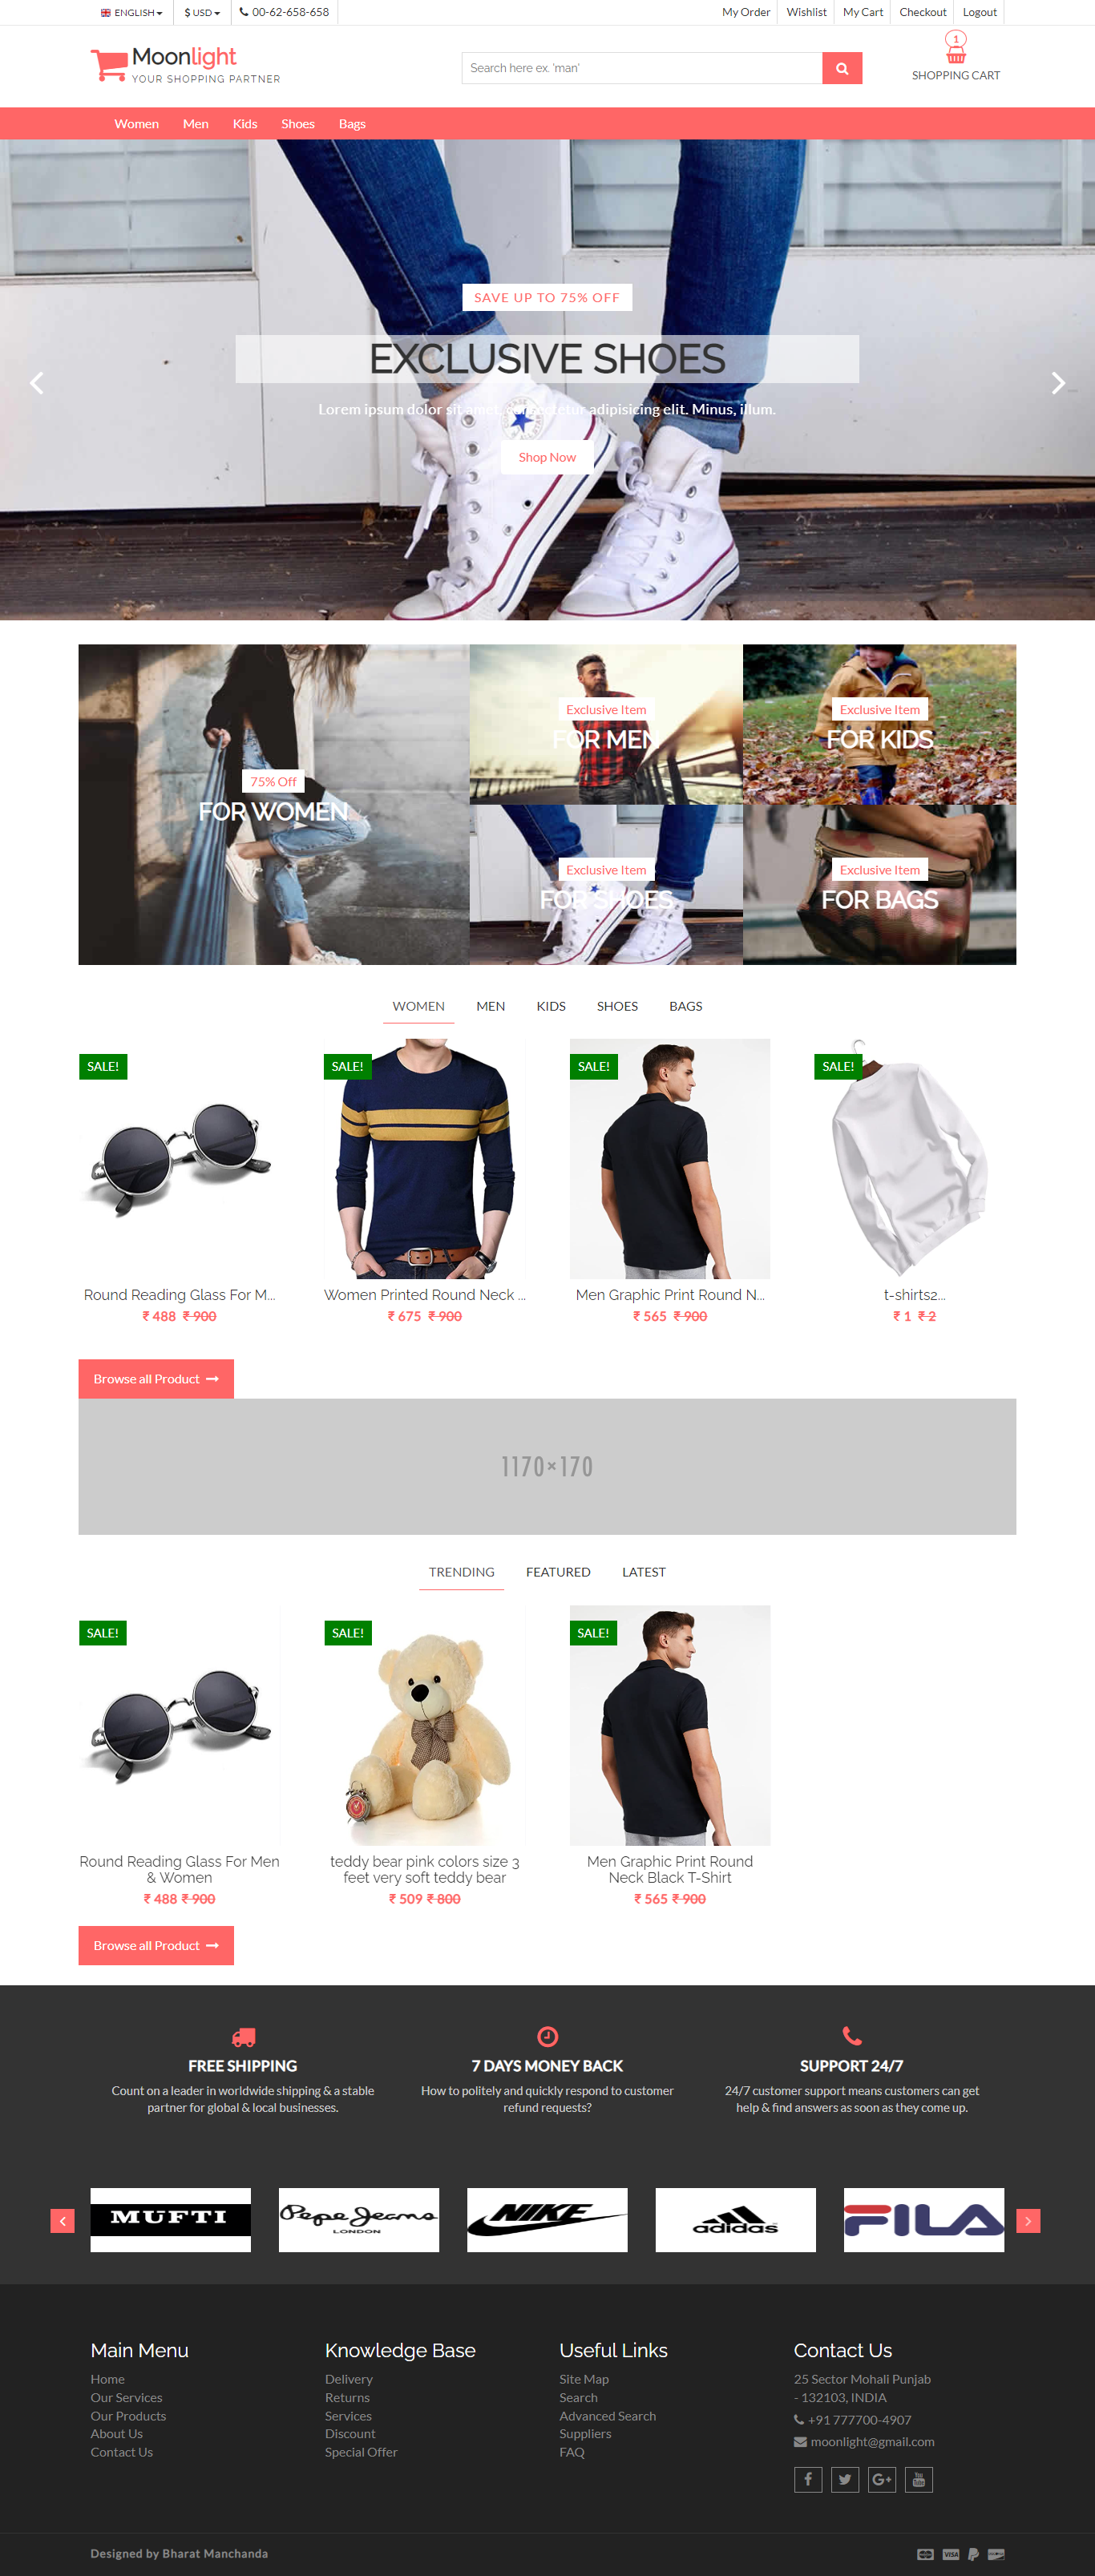 ENGLISH
$ USD
00-62-658-658
My Order
Wishlist
My Cart
Checkout
Logout
Moonlight
YOUR SHOPPING PARTNER
Search here ex. 'man'
1
SHOPPING CART
Women
Men
Kids
Shoes
Bags
SAVE UP TO 75% OFF
EXCLUSIVE SHOES
Lorem ipsum dolor sit amet, consectetur adipisicing elit. Minus, illum.
Shop Now
75% Off
FOR WOMEN
Exclusive Item
FOR MEN
Exclusive Item
FOR KIDS
Exclusive Item
FOR SHOES
Exclusive Item
FOR BAGS
WOMEN
MEN
KIDS
SHOES
BAGS
SALE!
SALE!
SALE!
SALE!
Round Reading Glass For M...
₹ 488 ₹ 900
Women Printed Round Neck ...
₹ 675 ₹ 900
Men Graphic Print Round N...
₹ 565 ₹ 900
t-shirts2...
₹ 1 ₹ 2
Browse all Product
1170×170
TRENDING
FEATURED
LATEST
SALE!
SALE!
SALE!
Round Reading Glass For Men
& Women
₹ 488 ₹ 900
teddy bear pink colors size 3
feet very soft teddy bear
₹ 509 ₹ 800
Men Graphic Print Round
Neck Black T-Shirt
₹ 565 ₹ 900
Browse all Product
FREE SHIPPING
Count on a leader in worldwide shipping & a stable
partner for global & local businesses.
7 DAYS MONEY BACK
How to politely and quickly respond to customer
refund requests?
SUPPORT 24/7
24/7 customer support means customers can get
help & find answers as soon as they come up.
MUFTI
Pepe Jeans
LONDON
NIKE
adidas
FILA
Main Menu
Home
Our Services
Our Products
About Us
Contact Us
Knowledge Base
Delivery
Returns
Services
Discount
Special Offer
Useful Links
Site Map
Search
Advanced Search
Suppliers
FAQ
Contact Us
25 Sector Mohali Punjab
- 132103, INDIA
+91 777700-4907
moonlight@gmail.com
Designed by Bharat Manchanda